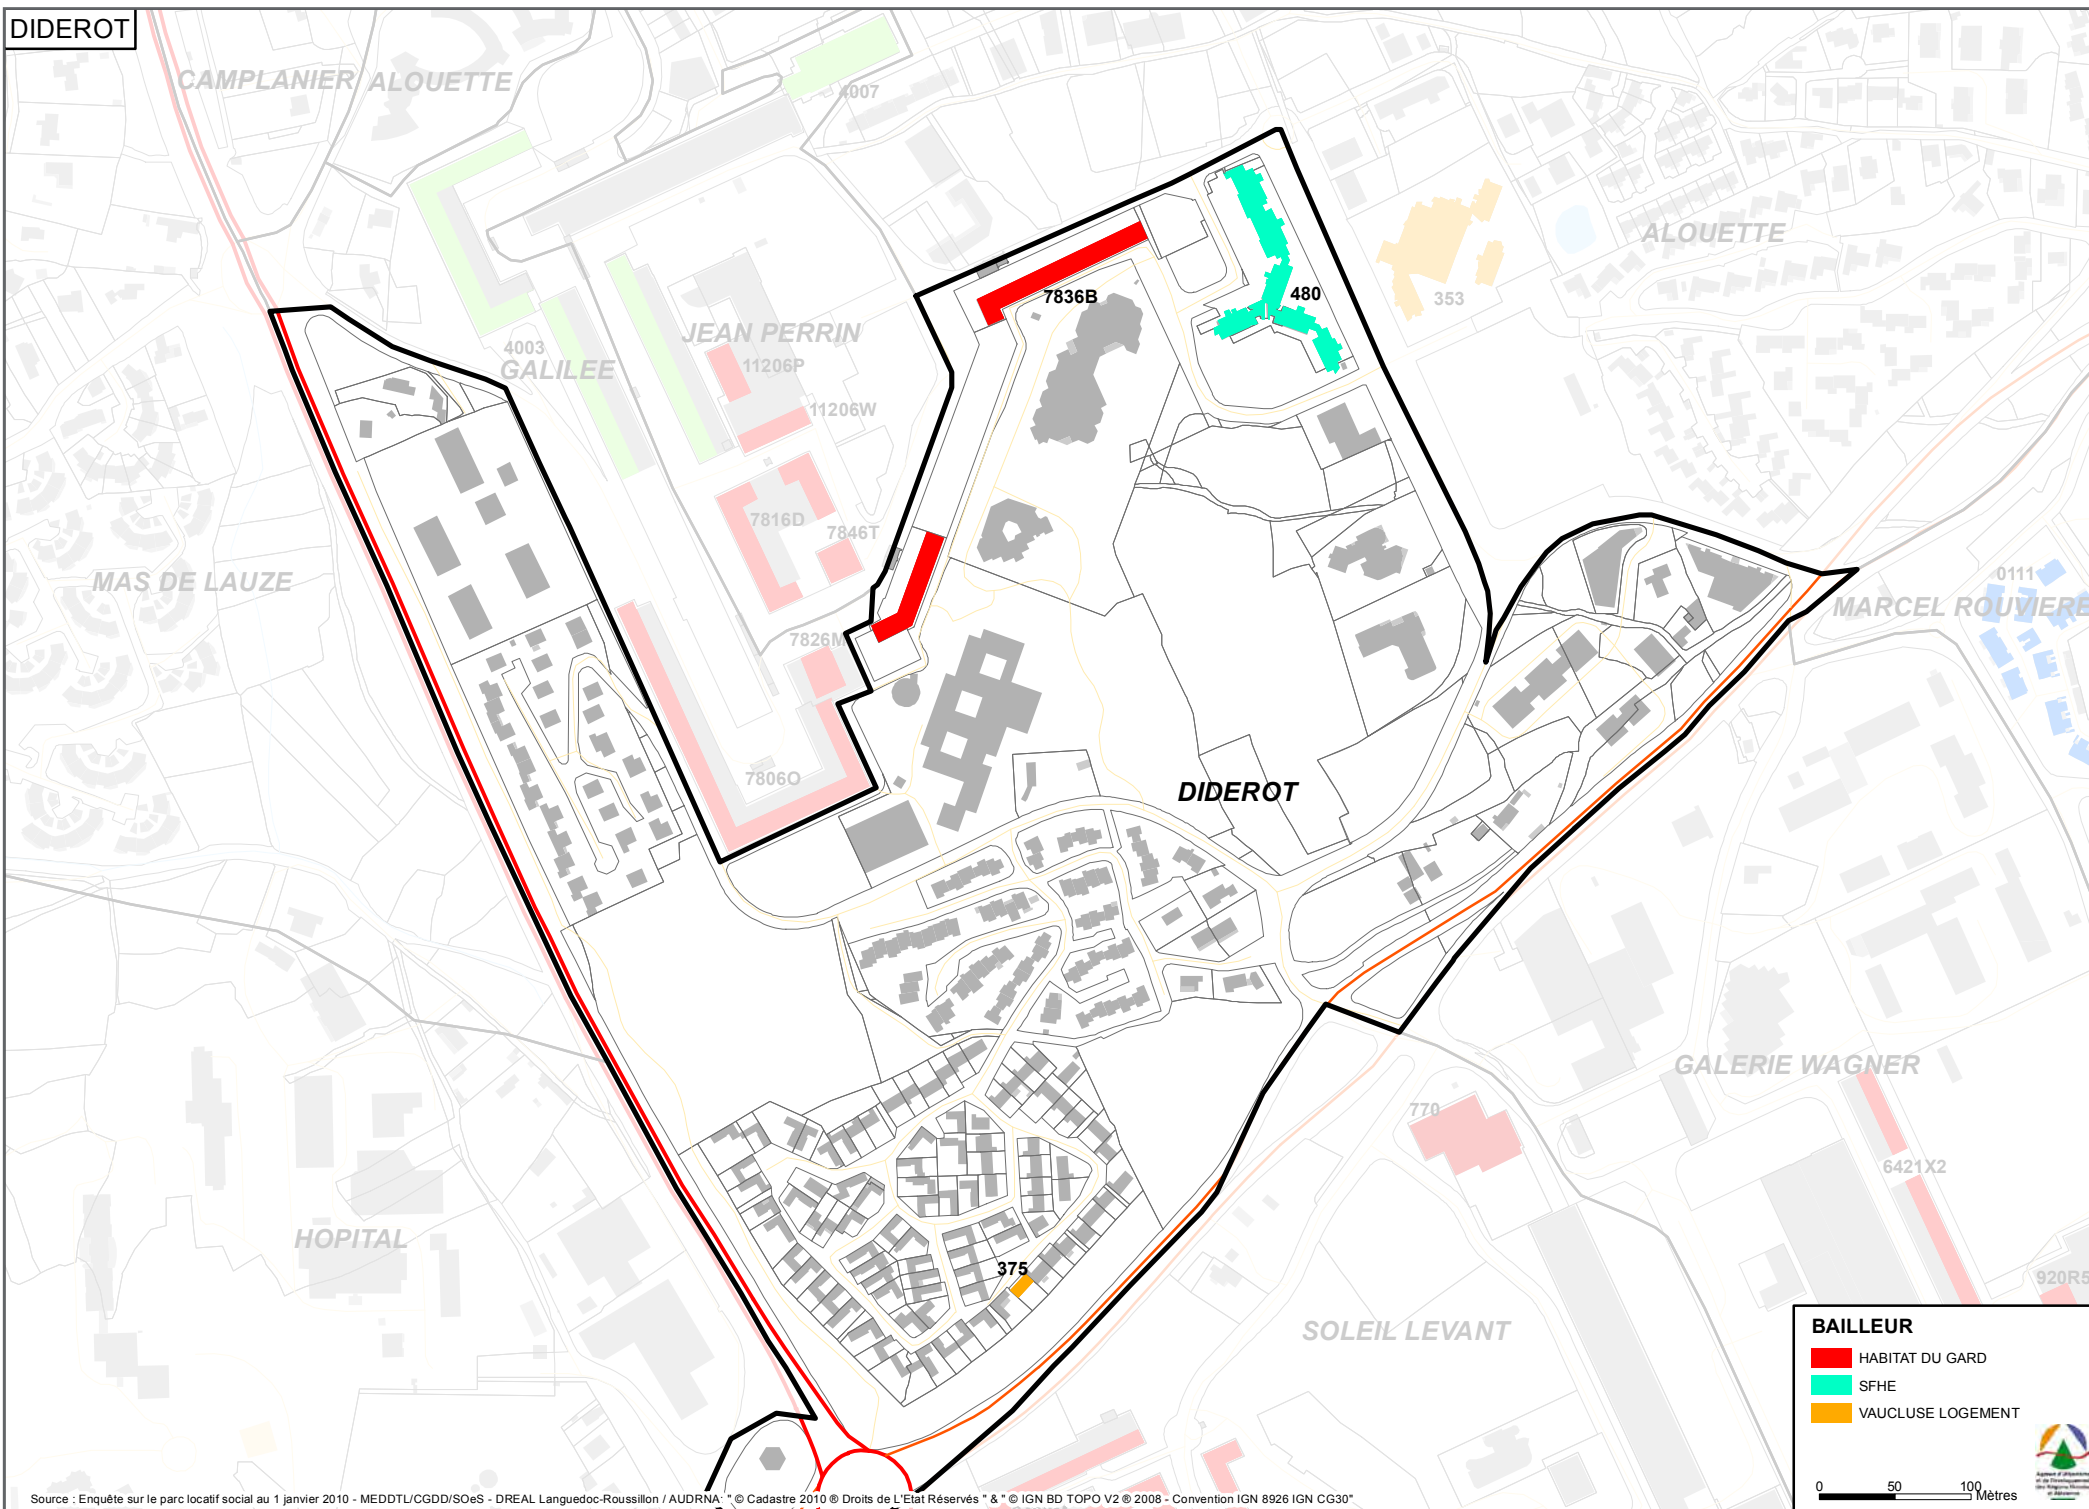 DIDEROT
CAMPLANIER
ALOUETTE
4007
ALOUETTE
7836B
480
353
JEAN PERRIN
4003
GALILEE
11206P
11206W
7816D
7846T
MAS DE LAUZE
0111
MARCEL ROUVIERE
7826M
7806O
DIDEROT
GALERIE WAGNER
770
6421X2
HOPITAL
375
920R5
SOLEIL LEVANT
BAILLEUR
HABITAT DU GARD
SFHE
VAUCLUSE LOGEMENT
0 50 100 Mètres
Source : Enquête sur le parc locatif social au 1 janvier 2010 - MEDDTL/CGDD/SOeS - DREAL Languedoc-Roussillon / AUDRNA: " © Cadastre 2010 ® Droits de L'Etat Réservés " & " © IGN BD TOPO V2 ® 2008 - Convention IGN 8926 IGN CG30"